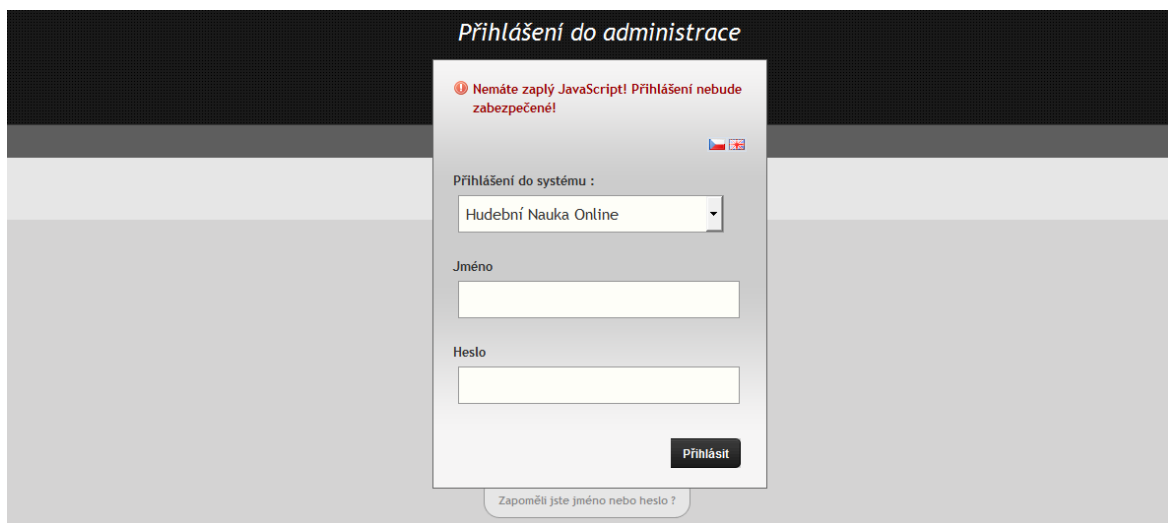 Přihlášení do administrace
Nemáte zaplý JavaScript! Přihlášení nebude
zabezpečené!
Přihlášení do systému :
Hudební Nauka Online
Jméno
Heslo
Přihlásit
Zapoměli jste jméno nebo heslo ?